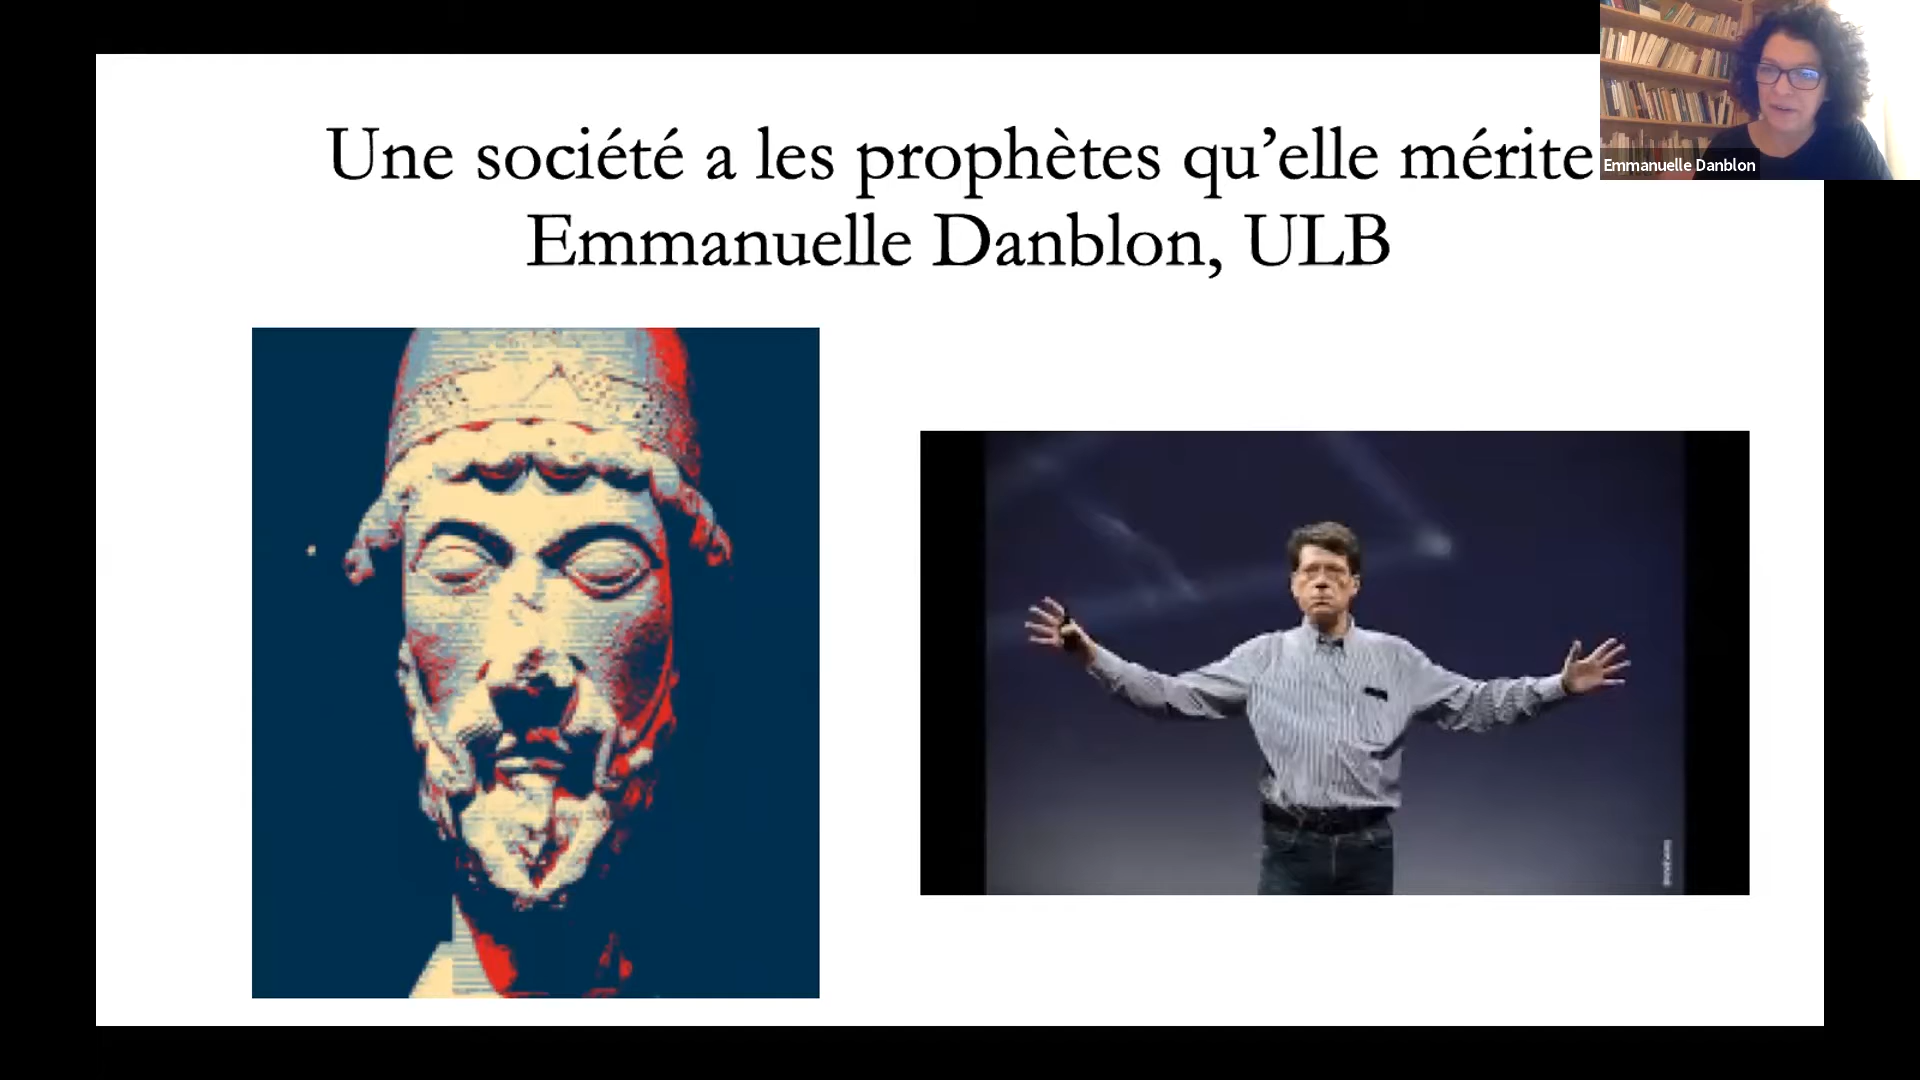 Une société a les prophètes qu’elle mérite
Emmanuelle Danblon, ULB
Emmanuelle Danblon